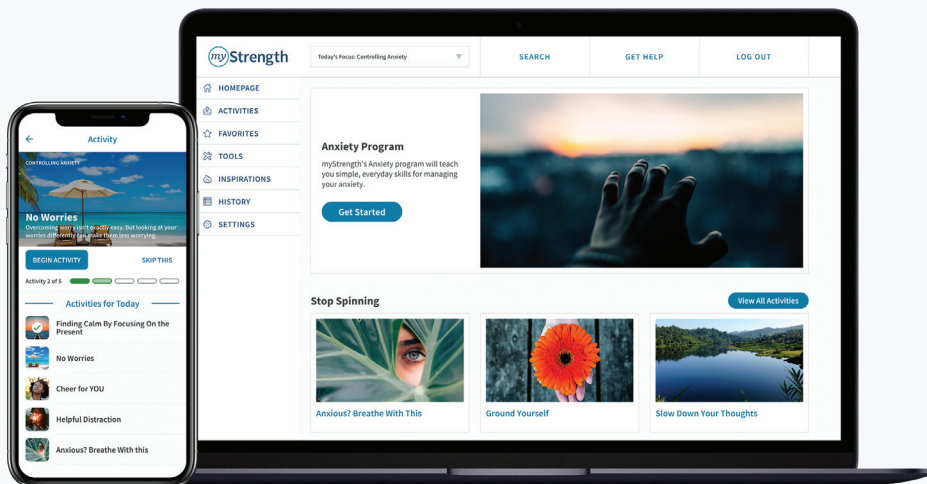 Activity
CONTROLLING ANXIETY
No Worries
Overcoming worry isn't exactly easy. But looking at your
worries differently can make them less worrying.
BEGIN ACTIVITY
SKIP THIS
Activity 2 of 5
Activities for Today
Finding Calm By Focusing On the
Present
No Worries
Cheer for YOU
Helpful Distraction
Anxious? Breathe With this
myStrength
Today's Focus: Controlling Anxiety
SEARCH
GET HELP
LOG OUT
HOMEPAGE
ACTIVITIES
FAVORITES
TOOLS
INSPIRATIONS
HISTORY
SETTINGS
Anxiety Program
myStrength's Anxiety program will teach
you simple, everyday skills for managing
your anxiety.
Get Started
Stop Spinning
View All Activities
Anxious? Breathe With This
Ground Yourself
Slow Down Your Thoughts